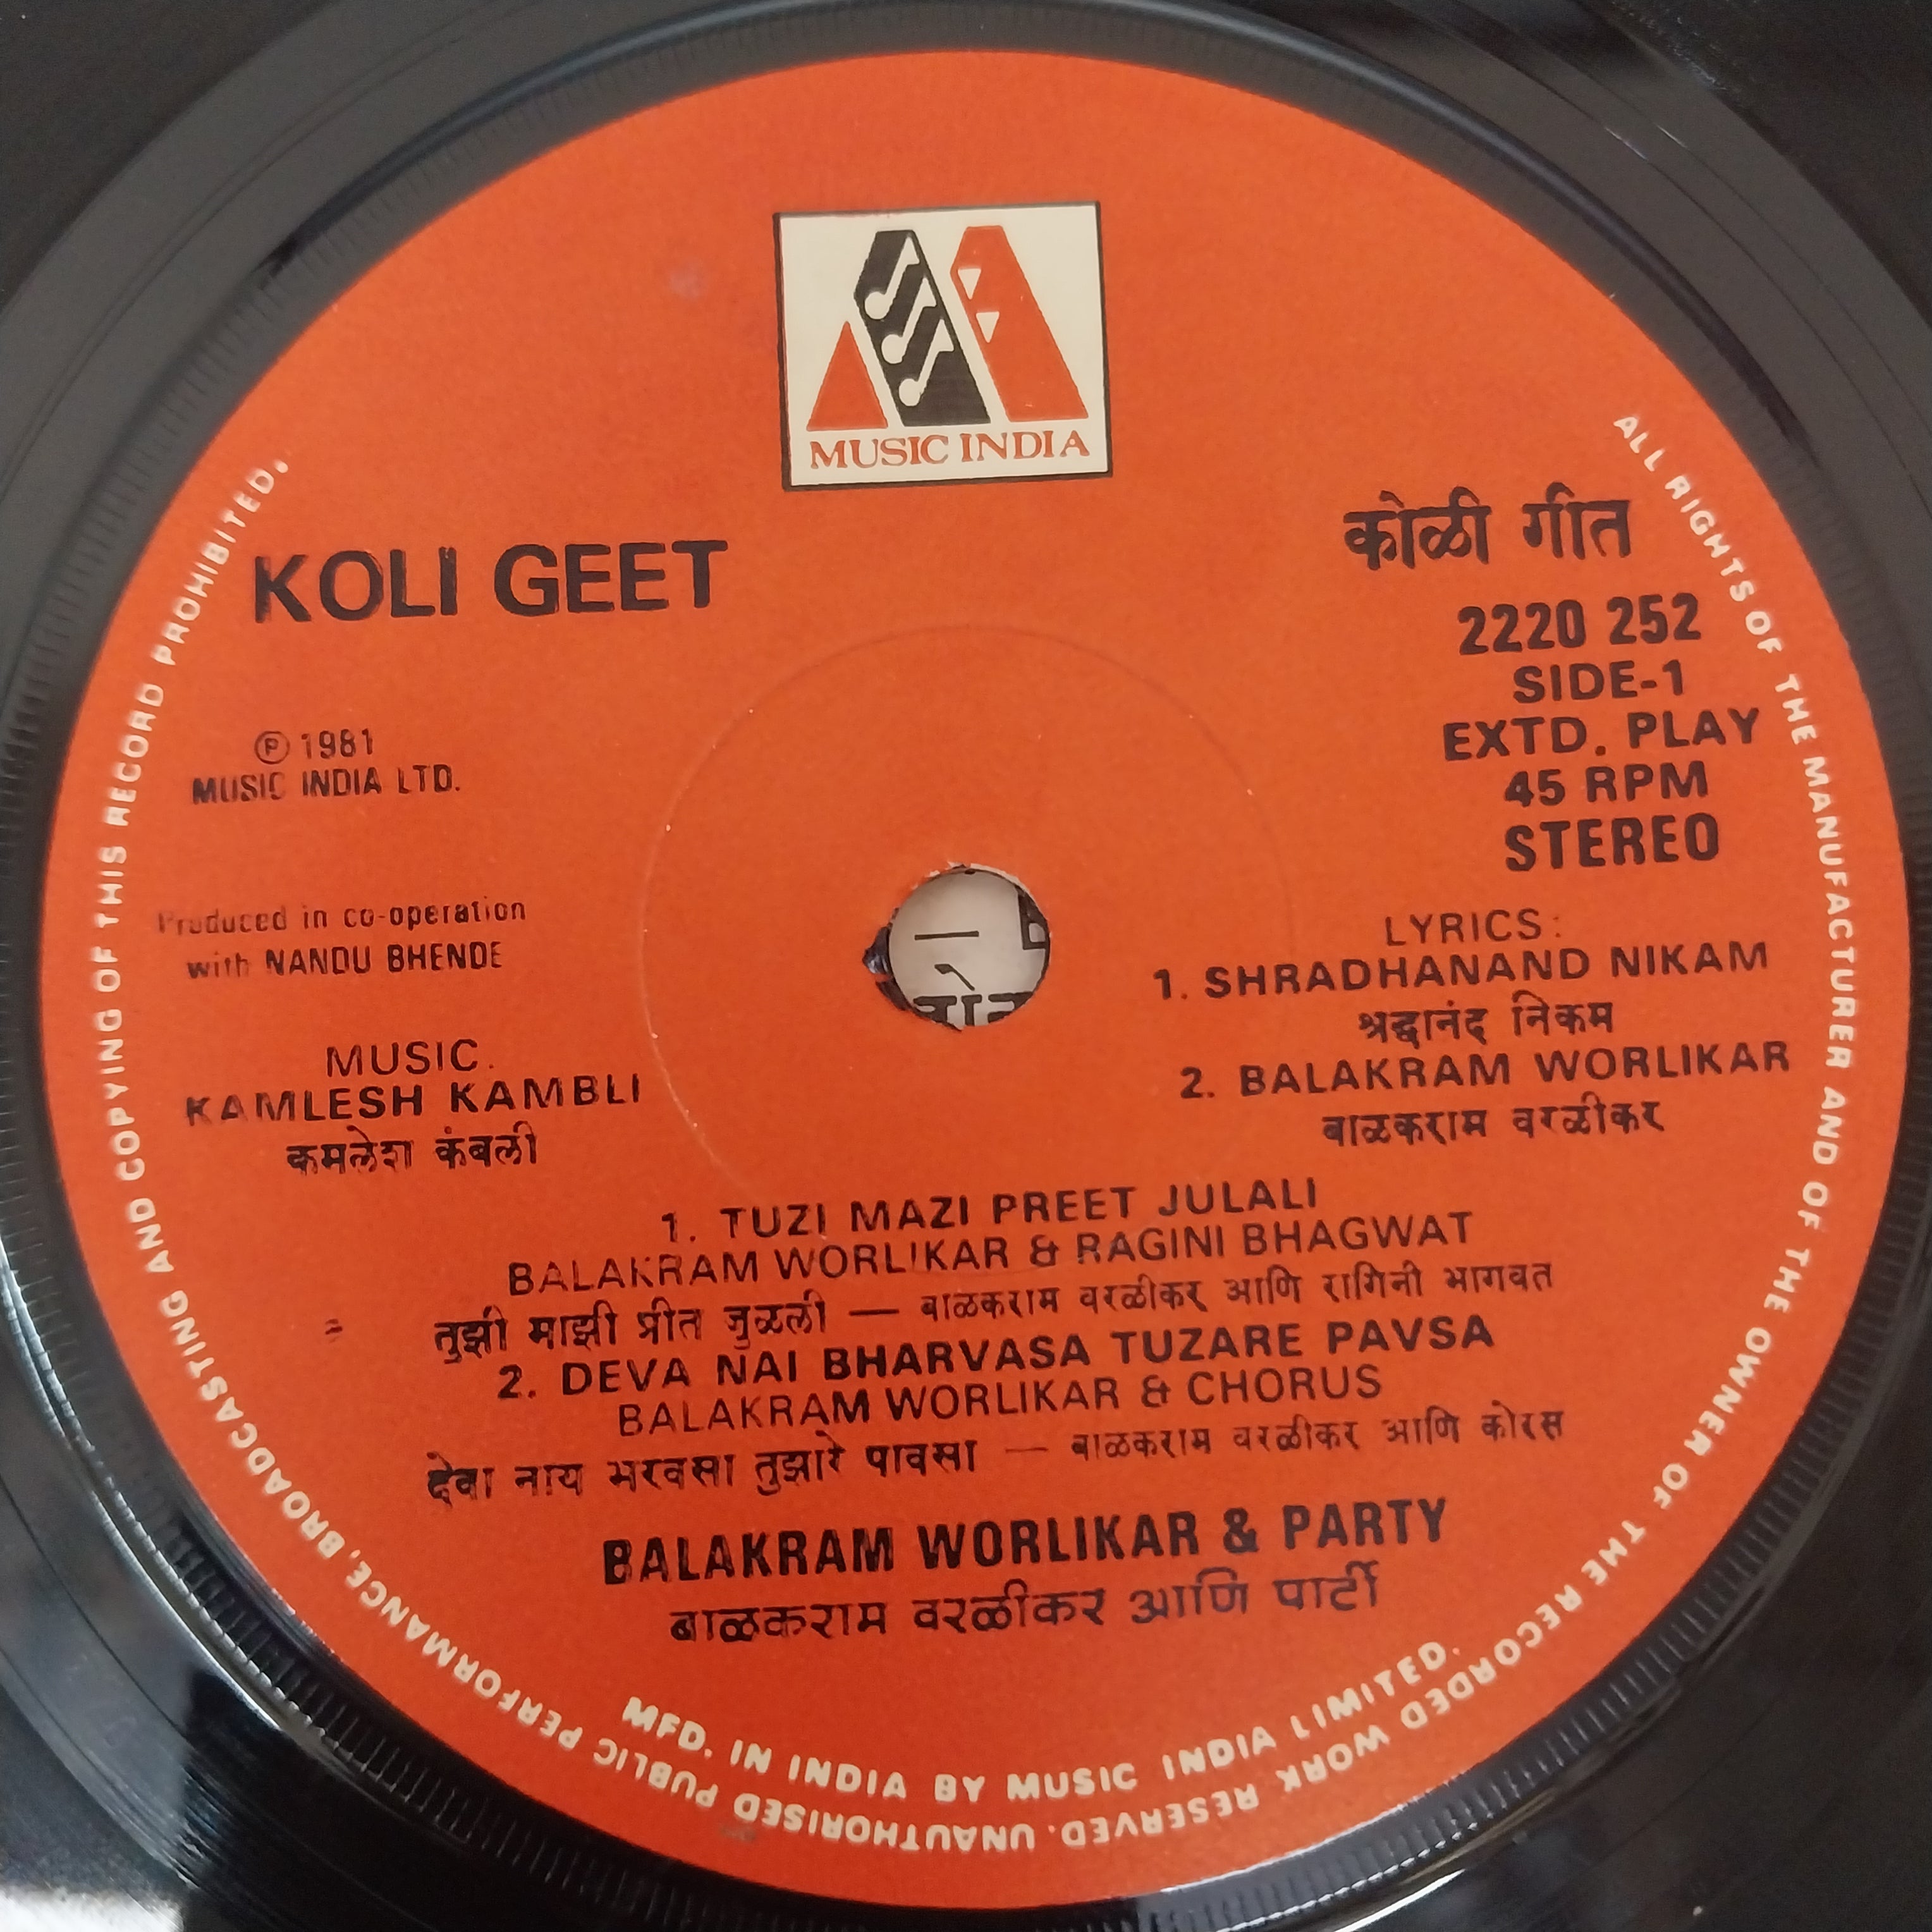 MUSIC INDIA
KOLI GEET
कोळी गीत
2220 252
SIDE-1
EXTD. PLAY
45 RPM
STEREO
℗ 1981
MUSIC INDIA LTD.
Produced in co-operation
with NANDU BHENDE
MUSIC.
KAMLESH KAMBLI
कमलेश कंबली
LYRICS:
1. SHRADHANAND NIKAM
श्रद्धानंद निकम
2. BALAKRAM WORLIKAR
बाळकराम वरळीकर
1. TUZI MAZI PREET JULALI
BALAKRAM WORLIKAR & RAGINI BHAGWAT
तुझी माझी प्रीत जुळली — बाळकराम वरळीकर आणि रागिनी भागवत
2. DEVA NAI BHARVASA TUZARE PAVSA
BALAKRAM WORLIKAR & CHORUS
देवा नाय भरवसा तुझारे पावसा — बाळकराम वरळीकर आणि कोरस
BALAKRAM WORLIKAR & PARTY
बाळकराम वरळीकर आणि पार्टी
MFD. IN INDIA BY MUSIC INDIA LIMITED.
ALL RIGHTS OF THE MANUFACTURER AND OF THE OWNER OF THE RECORDED WORK RESERVED. UNAUTHORISED PUBLIC PERFORMANCE, BROADCASTING AND COPYING OF THIS RECORD PROHIBITED.